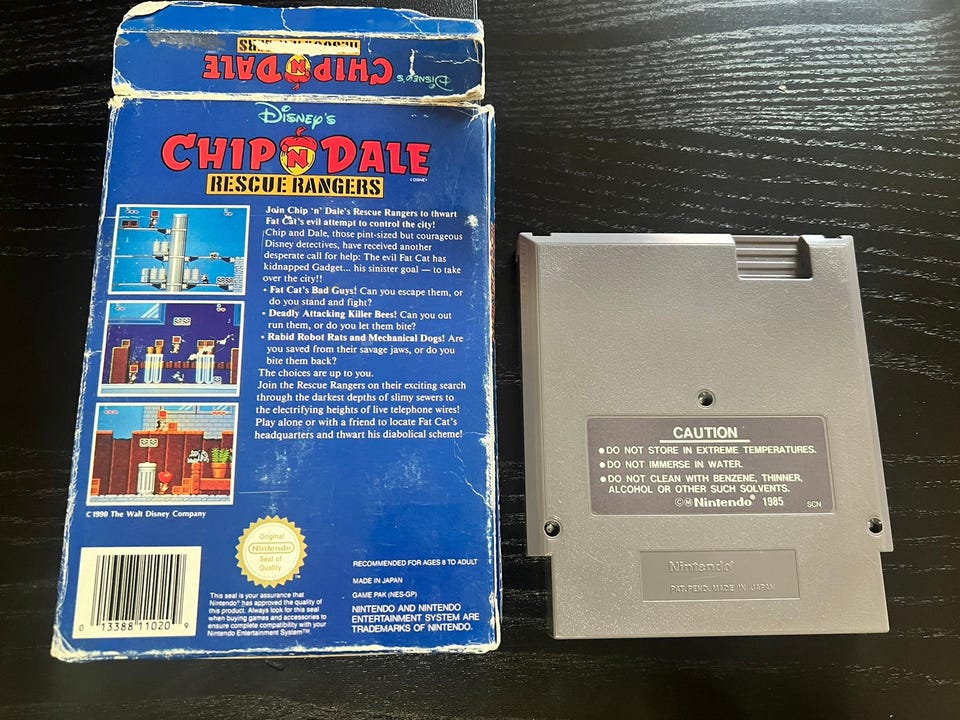 DISNEY'S
CHIP 'N DALE
RESCUE RANGERS
DISNEY'S
CHIP 'N DALE
© DISNEY
RESCUE RANGERS
Join Chip 'n' Dale's Rescue Rangers to thwart
Fat Cat's evil attempt to control the city!
Chip and Dale, those pint-sized but courageous
Disney detectives, have received another
desperate call for help: The evil Fat Cat has
kidnapped Gadget... his sinister goal — to take
over the city!!
• Fat Cat's Bad Guys! Can you escape them, or
do you stand and fight?
• Deadly Attacking Killer Bees! Can you out
run them, or do you let them bite?
• Rabid Robot Rats and Mechanical Dogs! Are
you saved from their savage jaws, or do you
bite them back?
The choices are up to you.
Join the Rescue Rangers on their exciting search
through the darkest depths of slimy sewers to
the electrifying heights of live telephone wires!
Play alone or with a friend to locate Fat Cat's
headquarters and thwart his diabolical scheme!
© 1990 The Walt Disney Company
0 13388 11020 9
Original
Nintendo
Seal of
Quality
This seal is your assurance that
Nintendo® has approved the quality of
this product. Always look for this seal
when buying games and accessories to
ensure complete compatibility with your
Nintendo Entertainment System™.
RECOMMENDED FOR AGES 8 TO ADULT
MADE IN JAPAN
GAME PAK (NES-GP)
NINTENDO AND NINTENDO
ENTERTAINMENT SYSTEM ARE
TRADEMARKS OF NINTENDO.
CAUTION
● DO NOT STORE IN EXTREME TEMPERATURES.
● DO NOT IMMERSE IN WATER.
● DO NOT CLEAN WITH BENZENE, THINNER,
ALCOHOL OR OTHER SUCH SOLVENTS.
©Ⓜ Nintendo® 1985 SCN
Nintendo®
PAT. PEND. MADE IN JAPAN